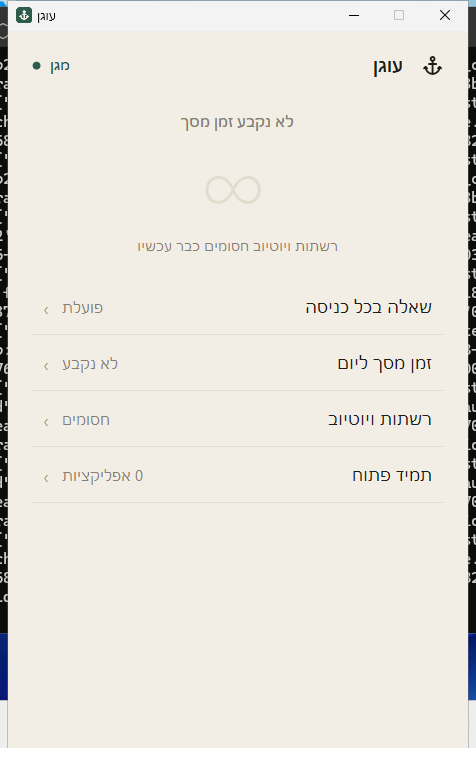 עוגן
עוגן
מגן
לא נקבע זמן מסך
רשתות ויוטיוב חסומים כבר עכשיו
שאלה בכל כניסה פועלת
זמן מסך ליום לא נקבע
רשתות ויוטיוב חסומים
תמיד פתוח 0 אפליקציות